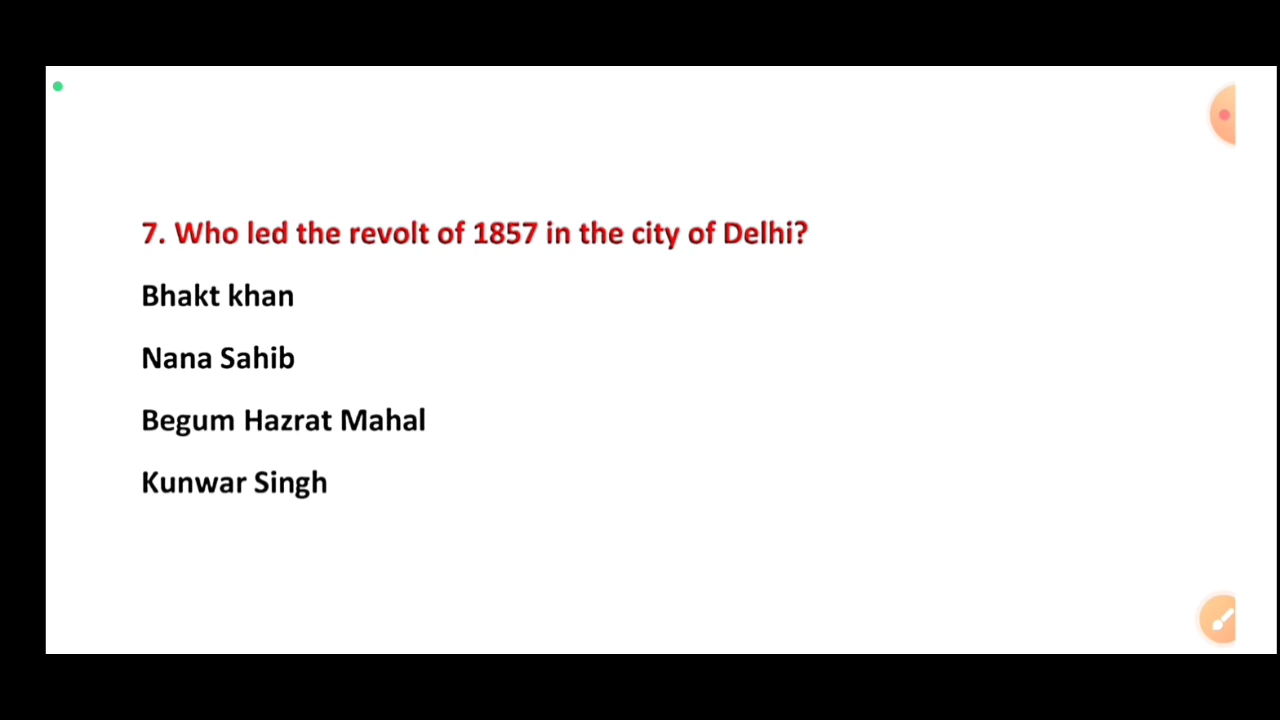 7. Who led the revolt of 1857 in the city of Delhi?
Bhakt khan
Nana Sahib
Begum Hazrat Mahal
Kunwar Singh